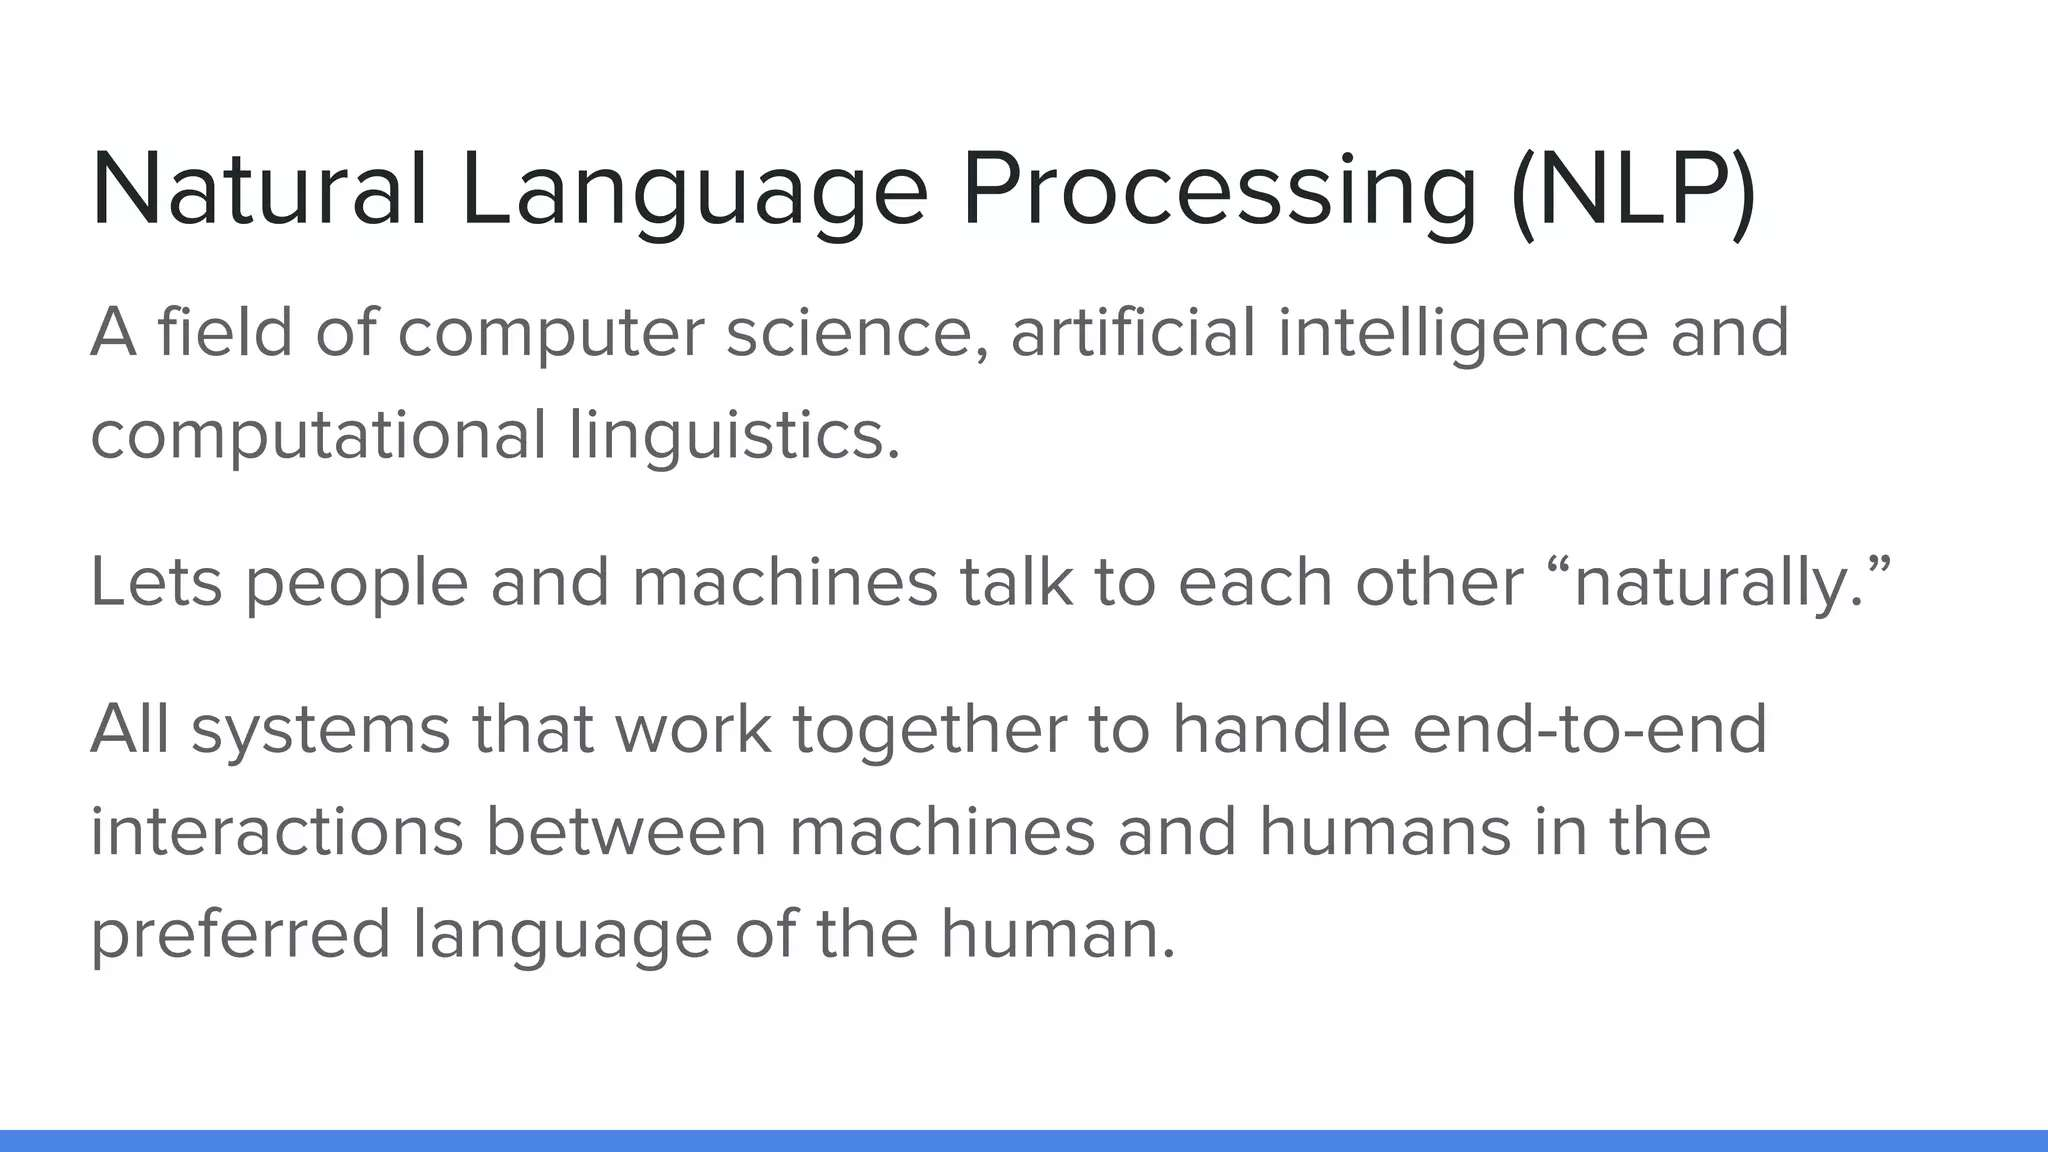 Natural Language Processing (NLP)
A field of computer science, artificial intelligence and
computational linguistics.
Lets people and machines talk to each other “naturally.”
All systems that work together to handle end-to-end
interactions between machines and humans in the
preferred language of the human.